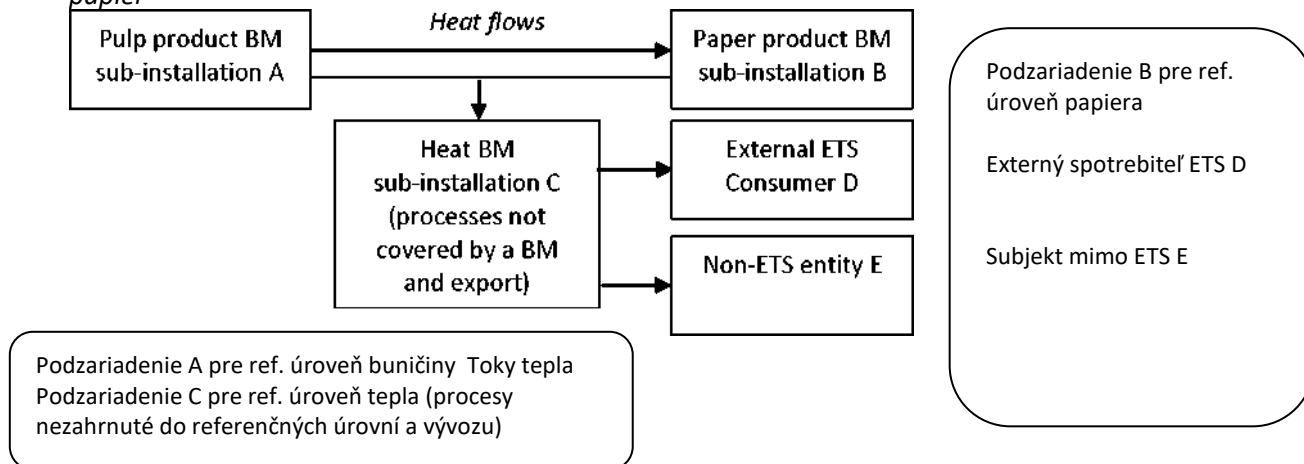 papier
Heat flows
Pulp product BM
sub-installation A
Paper product BM
sub-installation B
Heat BM
sub-installation C
(processes not
covered by a BM
and export)
External ETS
Consumer D
Non-ETS entity E
Podzariadenie B pre ref.
úroveň papiera
Externý spotrebiteľ ETS D
Subjekt mimo ETS E
Podzariadenie A pre ref. úroveň buničiny Toky tepla
Podzariadenie C pre ref. úroveň tepla (procesy
nezahrnuté do referenčných úrovní a vývozu)